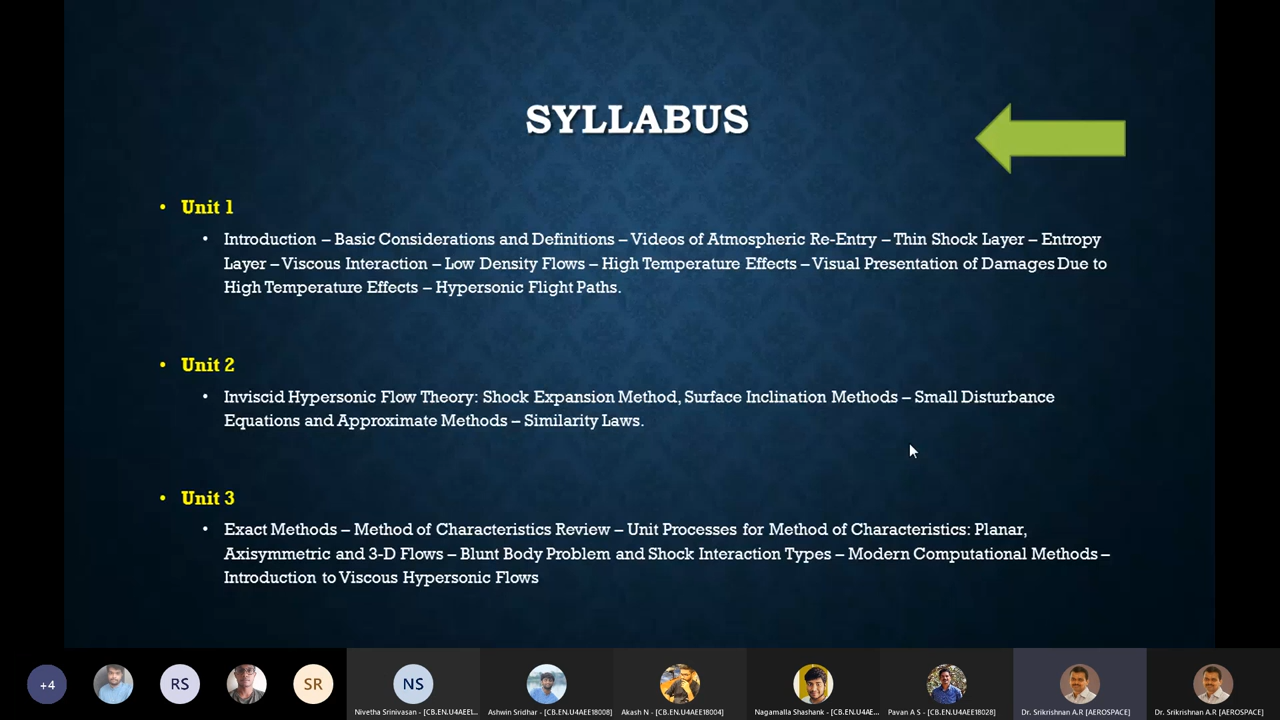 SYLLABUS
• Unit 1
• Introduction – Basic Considerations and Definitions – Videos of Atmospheric Re-Entry – Thin Shock Layer – Entropy
Layer – Viscous Interaction – Low Density Flows – High Temperature Effects – Visual Presentation of Damages Due to
High Temperature Effects – Hypersonic Flight Paths.
• Unit 2
• Inviscid Hypersonic Flow Theory: Shock Expansion Method, Surface Inclination Methods – Small Disturbance
Equations and Approximate Methods – Similarity Laws.
• Unit 3
• Exact Methods – Method of Characteristics Review – Unit Processes for Method of Characteristics: Planar,
Axisymmetric and 3-D Flows – Blunt Body Problem and Shock Interaction Types – Modern Computational Methods –
Introduction to Viscous Hypersonic Flows
+4
RS
SR
NS
Nivetha Srinivasan - [CB.EN.U4AEE...
Ashwin Sridhar - [CB.EN.U4AEE18008]
Akash N - [CB.EN.U4AEE18004]
Nagamalla Shashank - [CB.EN.U4AE...
Pavan A S - [CB.EN.U4AEE18028]
Dr. Srikrishnan A.R [AEROSPACE]
Dr. Srikrishnan A.R [AEROSPACE]